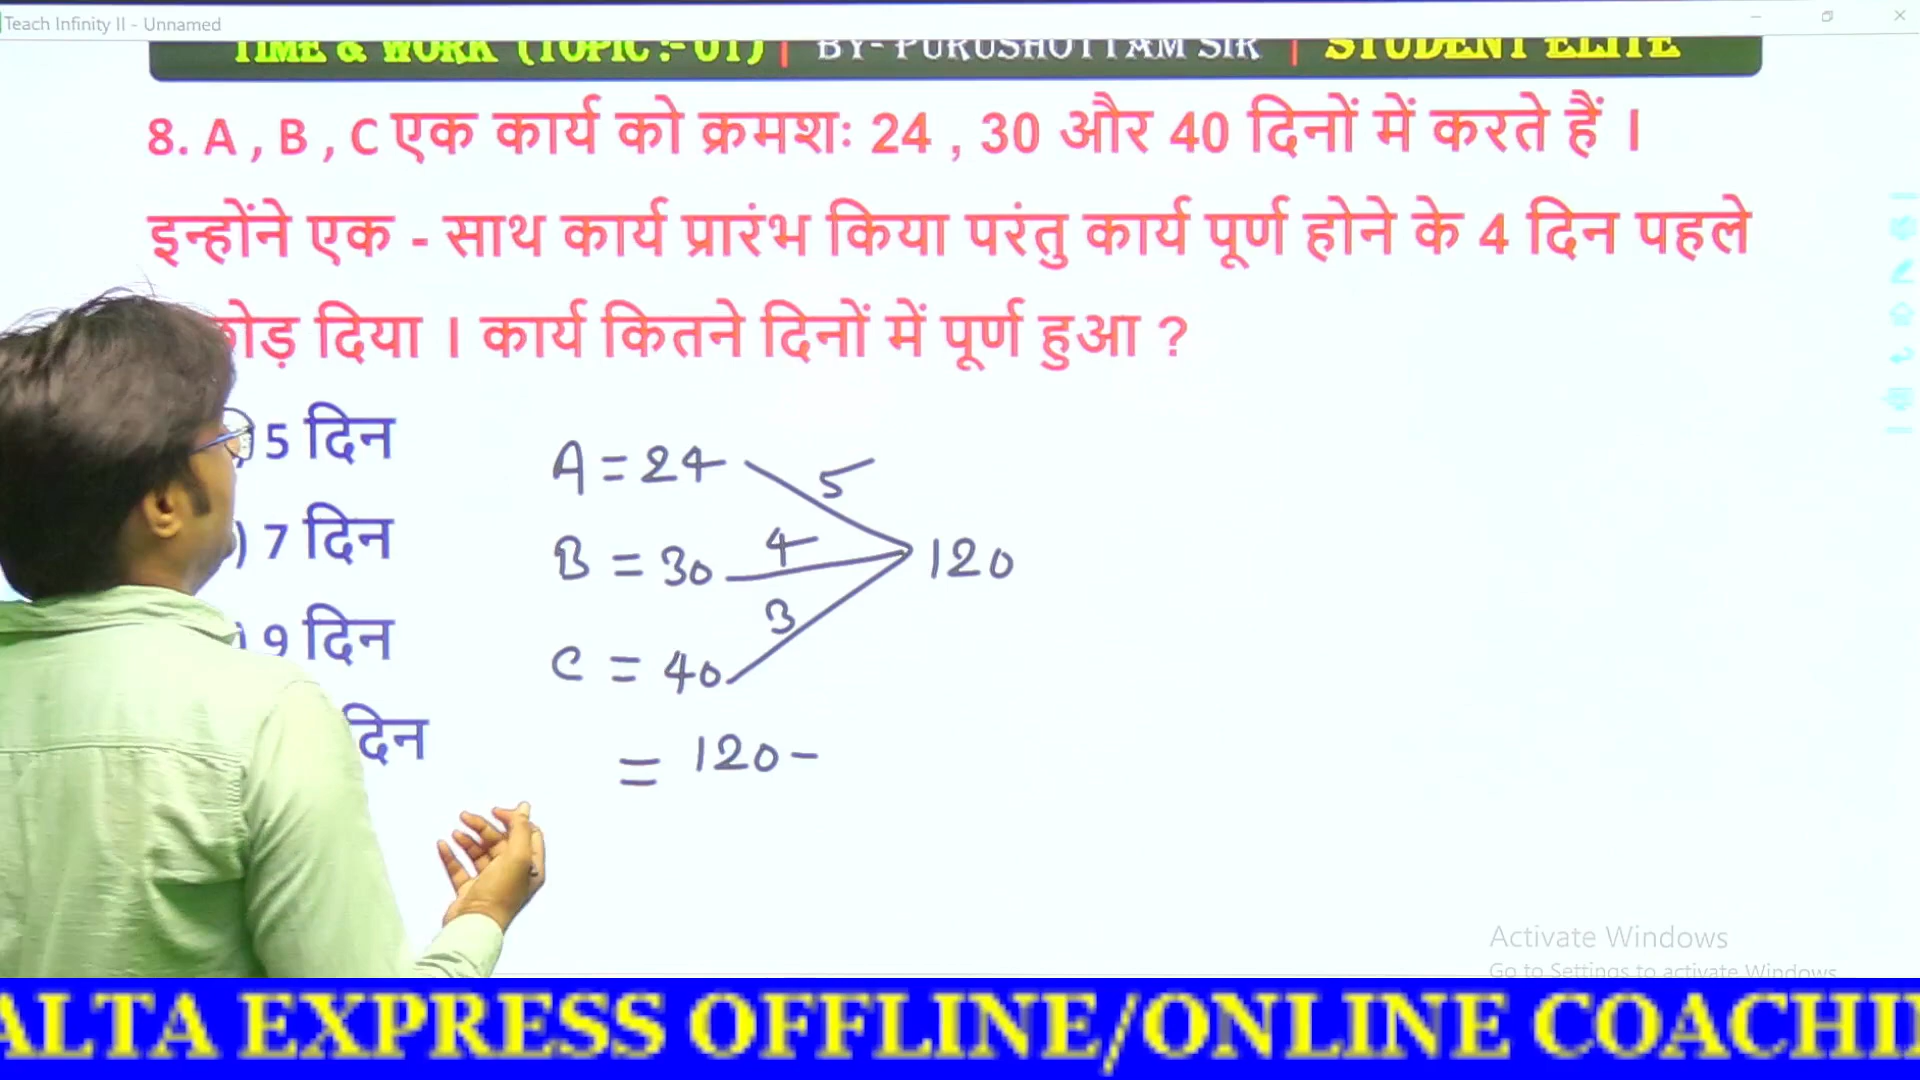 Teach Infinity II - Unnamed
TIME & WORK (TOPIC :- 01) | BY- PURUSHOTTAM SIR | STUDENT ELITE
8. A , B , C एक कार्य को क्रमशः 24 , 30 और 40 दिनों में करते हैं ।
इन्होंने एक - साथ कार्य प्रारंभ किया परंतु कार्य पूर्ण होने के 4 दिन पहले
दिया । कार्य कितने दिनों में पूर्ण हुआ ?
) 5 दिन
) 7 दिन
) 9 दिन
दिन
A = 24 5
B = 30 4 120
3
C = 40
= 120 -
Activate Windows
Go to Settings to activate Windows
ALTA EXPRESS OFFLINE/ONLINE